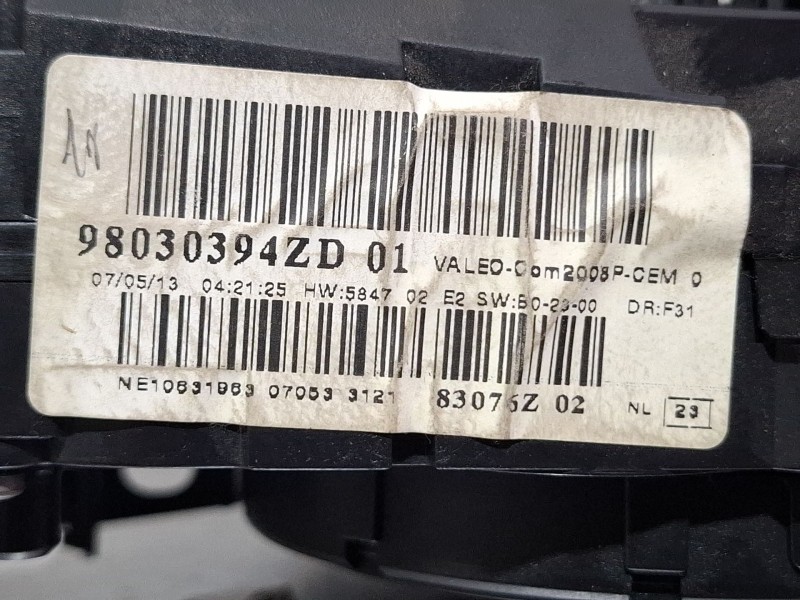 98030394ZD 01 VALEO-Com2008P-CEM 0
07/05/13 04:21:25 HW:5847 02 E2 SW:B0-23-00 DR:F31
NE10631963 07053 3121 83076Z 02 NL 23